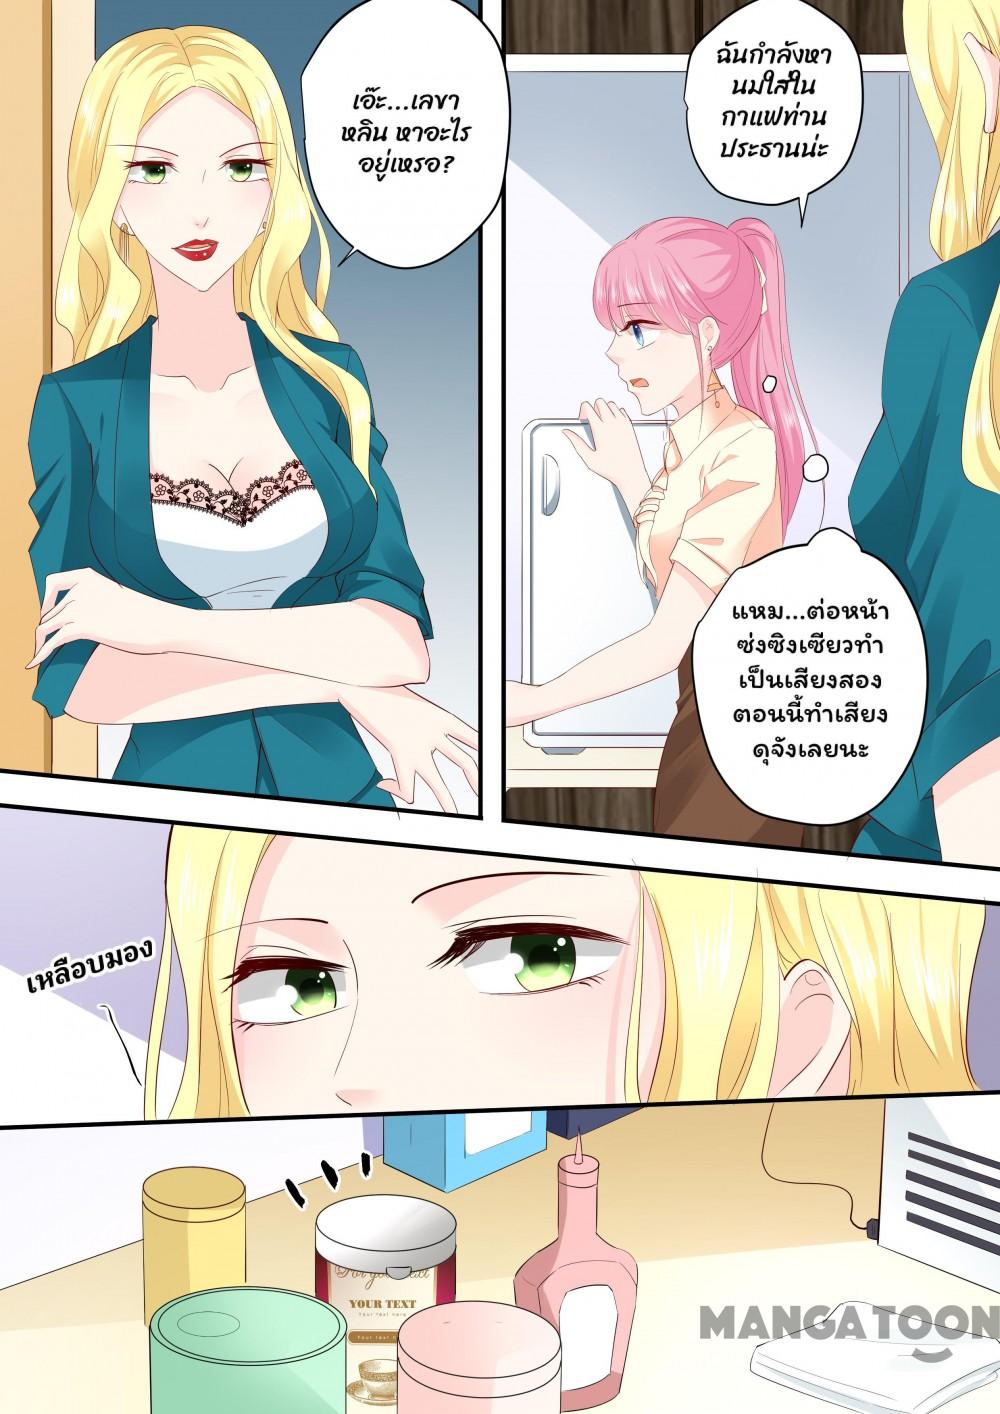 เอ๊ะ...เลขา
หลิน หาอะไร
อยู่เหรอ?
ฉันกำลังหา
นมใส่ใน
กาแฟท่าน
ประธานน่ะ
แหม...ต่อหน้า
ซ่งซิงเซียวทำ
เป็นเสียงสอง
ตอนนี้ทำเสียง
ดุจังเลยนะ
เหลือบมอง
YOUR TEXT
Your text here
MANGATOON